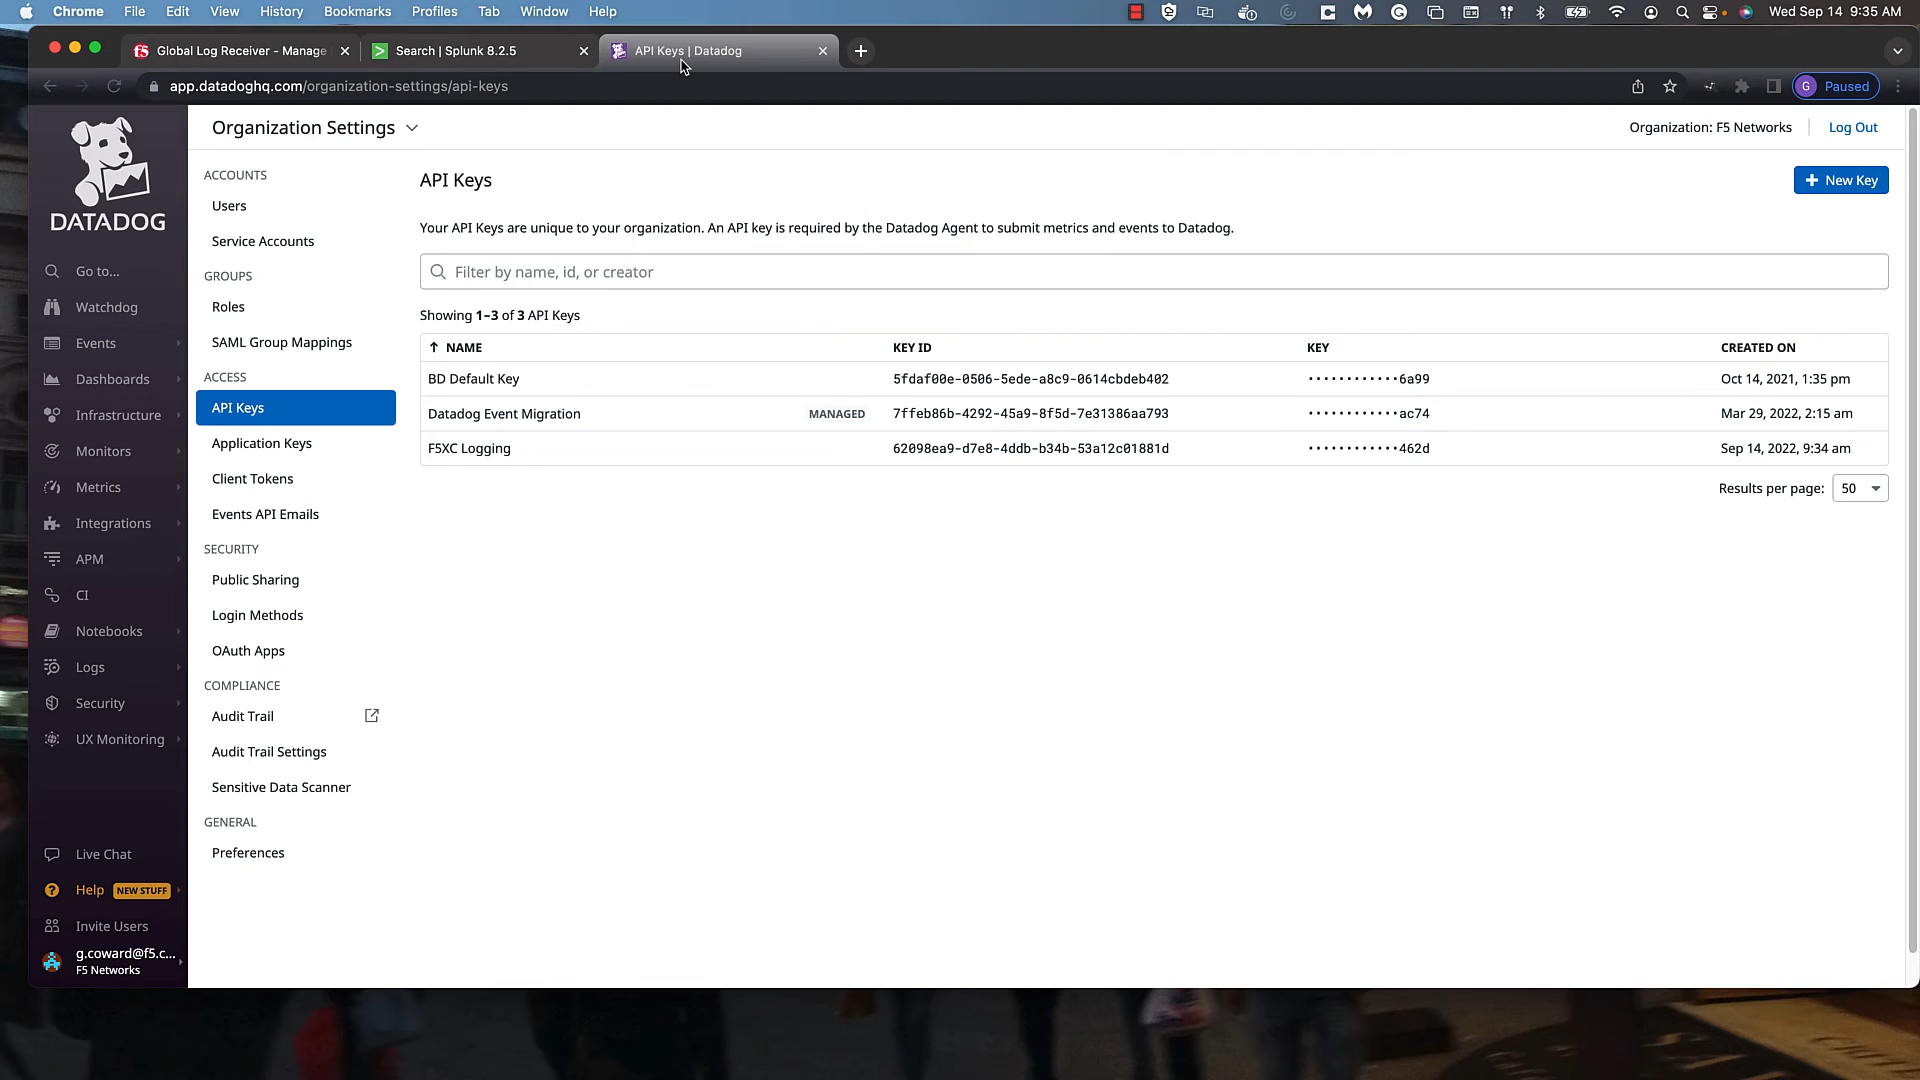 Chrome File Edit View History Bookmarks Profiles Tab Window Help Wed Sep 14 9:35 AM
Global Log Receiver - Manage Search | Splunk 8.2.5 API Keys | Datadog
app.datadoghq.com/organization-settings/api-keys G Paused
DATADOG
Go to...
Watchdog
Events
Dashboards
Infrastructure
Monitors
Metrics
Integrations
APM
CI
Notebooks
Logs
Security
UX Monitoring
Live Chat
Help NEW STUFF
Invite Users
g.coward@f5.c...
F5 Networks
Organization Settings
Organization: F5 Networks Log Out
ACCOUNTS
Users
Service Accounts
GROUPS
Roles
SAML Group Mappings
ACCESS
API Keys
Application Keys
Client Tokens
Events API Emails
SECURITY
Public Sharing
Login Methods
OAuth Apps
COMPLIANCE
Audit Trail
Audit Trail Settings
Sensitive Data Scanner
GENERAL
Preferences
API Keys
+ New Key
Your API Keys are unique to your organization. An API key is required by the Datadog Agent to submit metrics and events to Datadog.
Filter by name, id, or creator
Showing 1–3 of 3 API Keys
↑ NAME KEY ID KEY CREATED ON
BD Default Key 5fdaf00e-0506-5ede-a8c9-0614cbdeb402 ············6a99 Oct 14, 2021, 1:35 pm
Datadog Event Migration MANAGED 7ffeb86b-4292-45a9-8f5d-7e31386aa793 ············ac74 Mar 29, 2022, 2:15 am
F5XC Logging 62098ea9-d7e8-4ddb-b34b-53a12c01881d ············462d Sep 14, 2022, 9:34 am
Results per page: 50